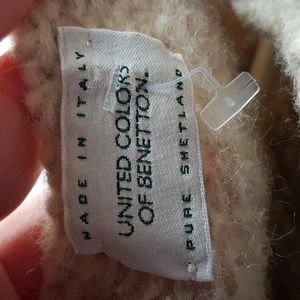 MADE IN ITALY
UNITED COLORS
OF BENETTON.
PURE SHETLAND